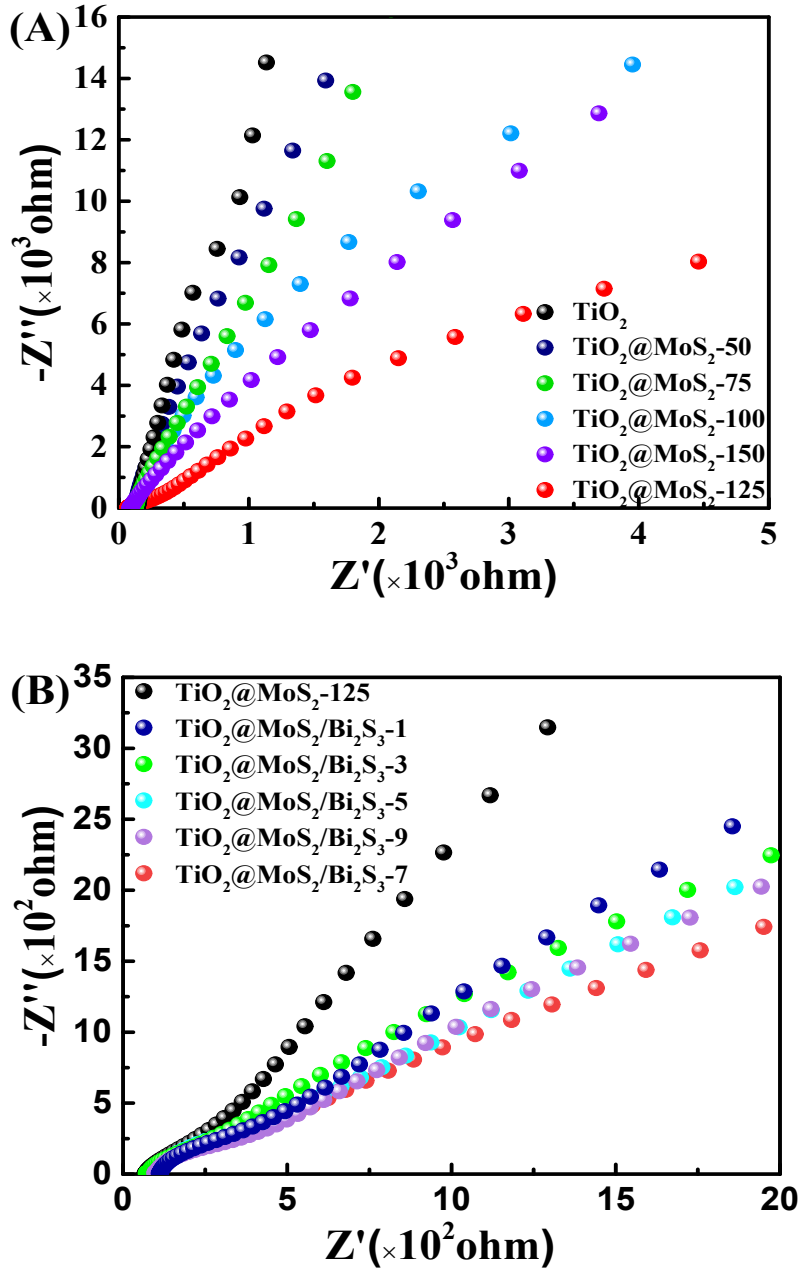 (A)
16
14
12
10
8
6
4
2
0
-Z''(×10³ohm)
TiO₂
TiO₂@MoS₂-50
TiO₂@MoS₂-75
TiO₂@MoS₂-100
TiO₂@MoS₂-150
TiO₂@MoS₂-125
0 1 2 3 4 5
Z'(×10³ohm)
(B)
35
30
25
20
15
10
5
0
-Z''(×10²ohm)
TiO₂@MoS₂-125
TiO₂@MoS₂/Bi₂S₃-1
TiO₂@MoS₂/Bi₂S₃-3
TiO₂@MoS₂/Bi₂S₃-5
TiO₂@MoS₂/Bi₂S₃-9
TiO₂@MoS₂/Bi₂S₃-7
0 5 10 15 20
Z'(×10²ohm)